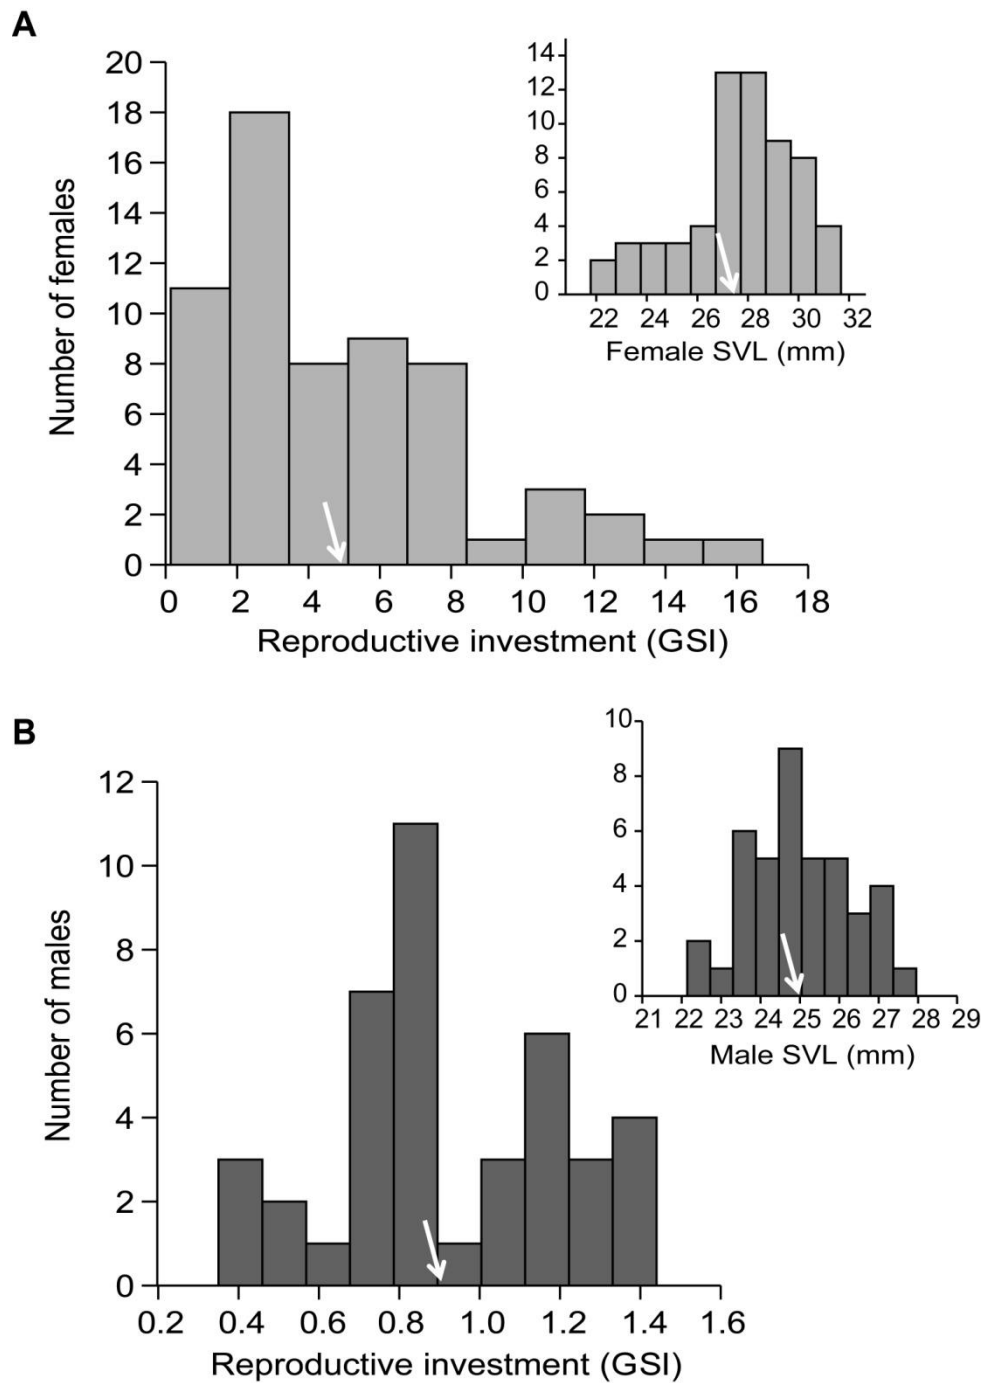 A
20
18
16
14
12
10
8
6
4
2
0
Number of females
0 2 4 6 8 10 12 14 16 18
Reproductive investment (GSI)
14
12
10
8
6
4
2
0
22 24 26 28 30 32
Female SVL (mm)
B
12
10
8
6
4
2
0
Number of males
0.2 0.4 0.6 0.8 1.0 1.2 1.4 1.6
Reproductive investment (GSI)
10
8
6
4
2
0
21 22 23 24 25 26 27 28 29
Male SVL (mm)